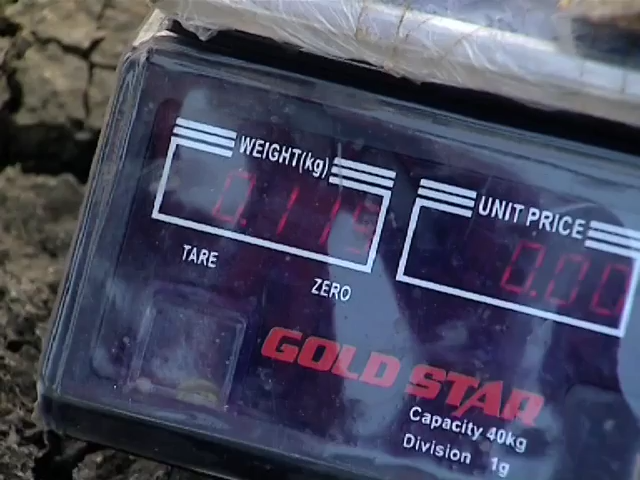 WEIGHT(kg)
0.115
UNIT PRICE
0.00
TARE
ZERO
GOLD STAR
Capacity 40kg
Division 1g